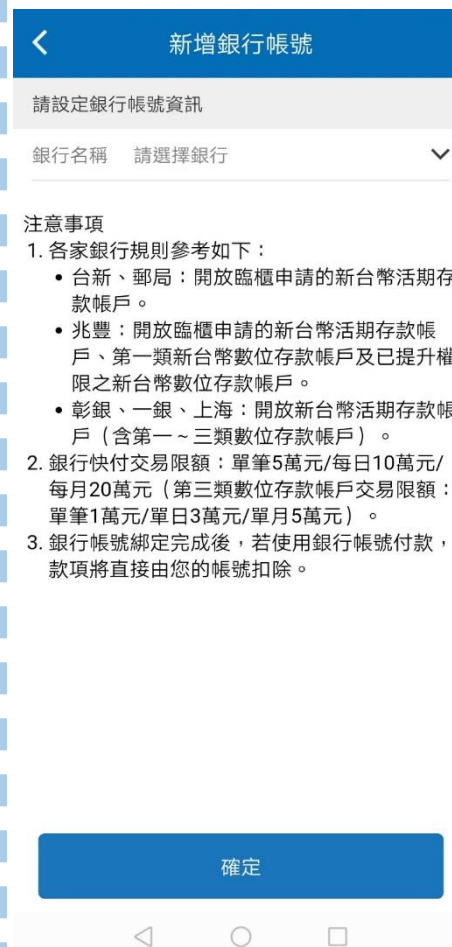 新增銀行帳號
請設定銀行帳號資訊
銀行名稱 請選擇銀行
注意事項
1. 各家銀行規則參考如下：
• 台新、郵局：開放臨櫃申請的新台幣活期存
款帳戶。
• 兆豐：開放臨櫃申請的新台幣活期存款帳
戶、第一類新台幣數位存款帳戶及已提升權
限之新台幣數位存款帳戶。
• 彰銀、一銀、上海：開放新台幣活期存款帳
戶（含第一~三類數位存款帳戶）。
2. 銀行快付交易限額：單筆5萬元/每日10萬元/
每月20萬元（第三類數位存款帳戶交易限額：
單筆1萬元/單日3萬元/單月5萬元）。
3. 銀行帳號綁定完成後，若使用銀行帳號付款，
款項將直接由您的帳號扣除。
確定